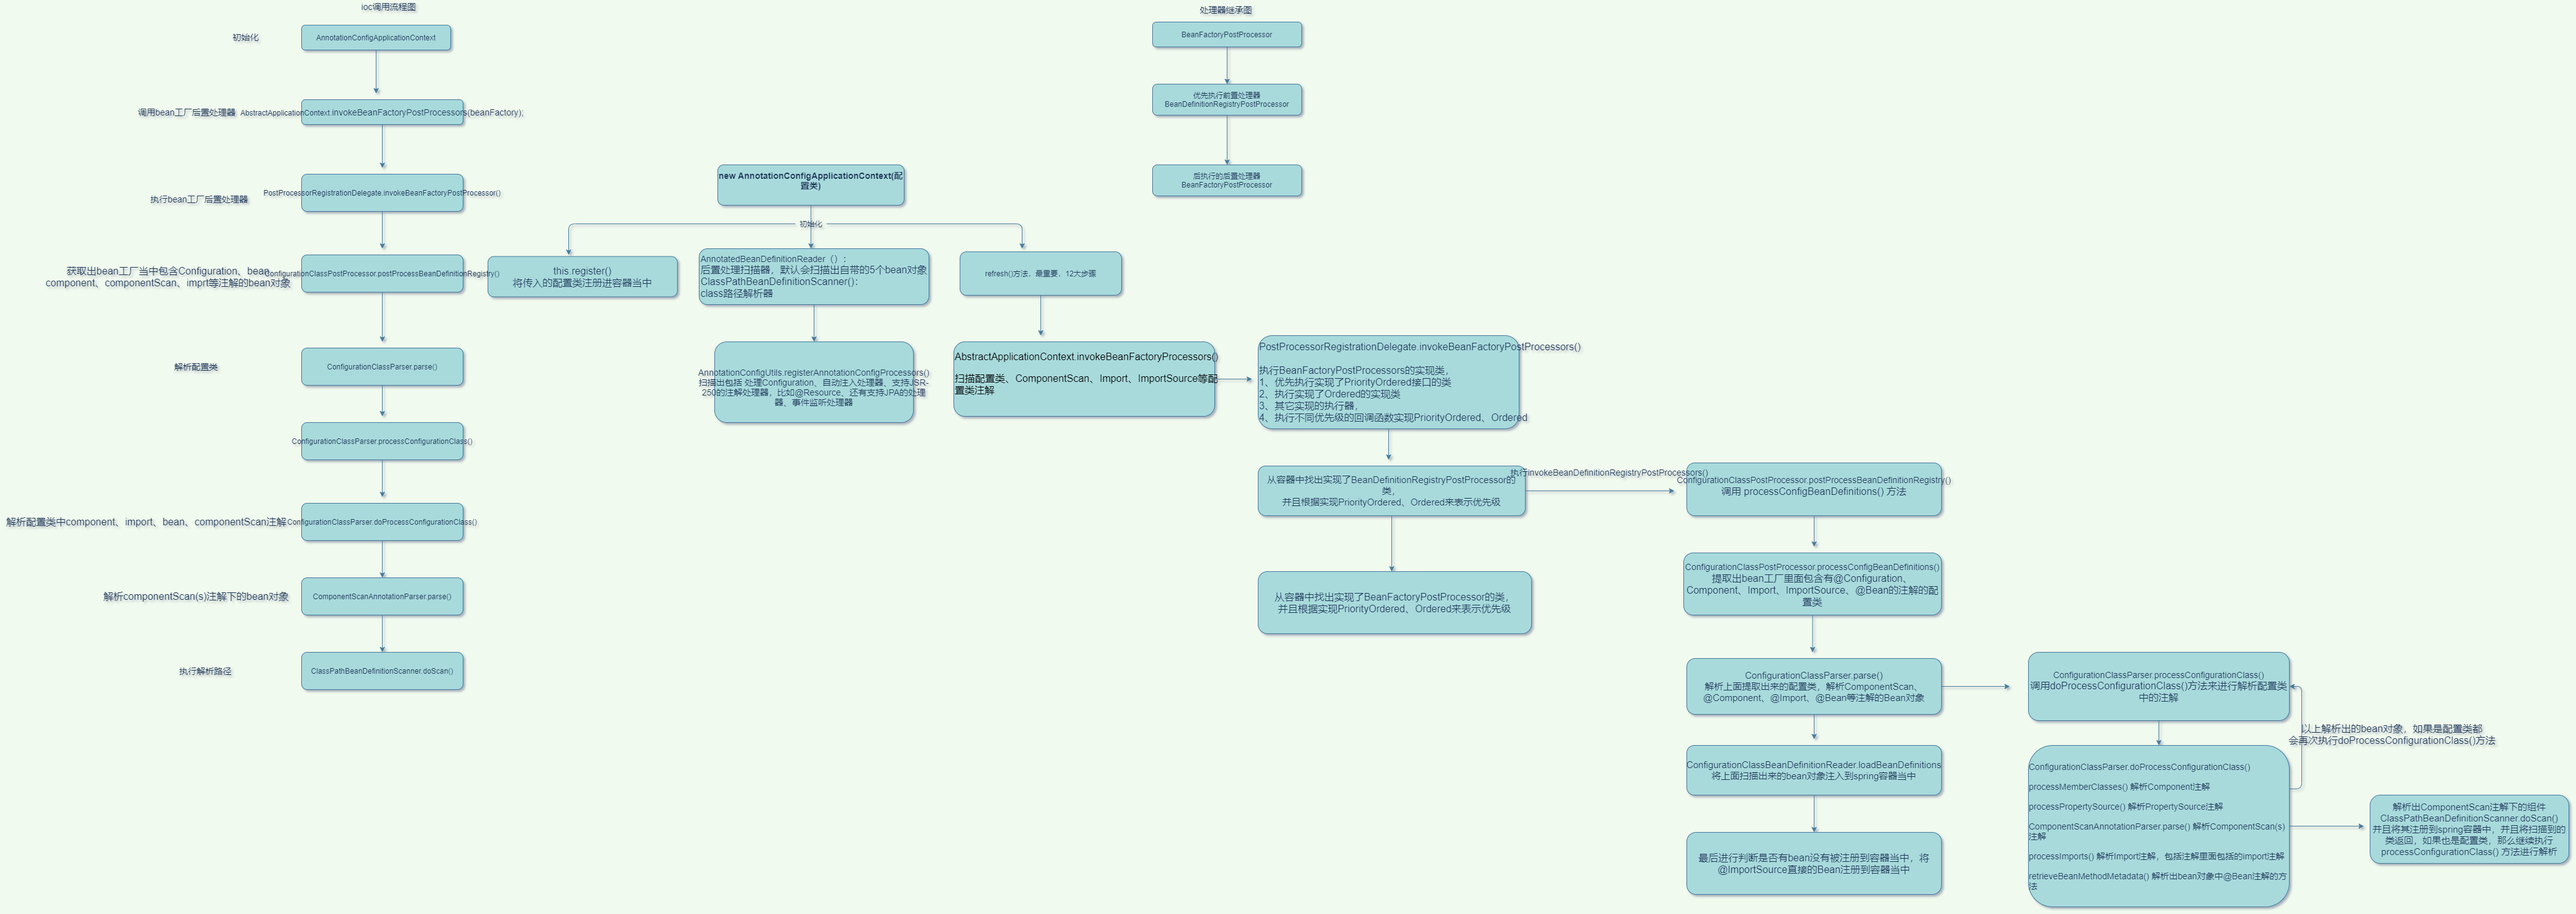 ioc调用流程图
初始化
AnnotationConfigApplicationContext
调用bean工厂后置处理器
AbstractApplicationContext.invokeBeanFactoryPostProcessors(beanFactory);
执行bean工厂后置处理器
PostProcessorRegistrationDelegate.invokeBeanFactoryPostProcessor()
获取出bean工厂当中包含Configuration、bean、
component、componentScan、imprt等注解的bean对象
ConfigurationClassPostProcessor.postProcessBeanDefinitionRegistry()
解析配置类
ConfigurationClassParser.parse()
ConfigurationClassParser.processConfigurationClass()
解析配置类中component、import、bean、componentScan注解
ConfigurationClassParser.doProcessConfigurationClass()
解析componentScan(s)注解下的bean对象
ComponentScanAnnotationParser.parse()
执行解析路径
ClassPathBeanDefinitionScanner.doScan()
处理器继承图
BeanFactoryPostProcessor
优先执行前置处理器
BeanDefinitionRegistryPostProcessor
后执行的后置处理器
BeanFactoryPostProcessor
new AnnotationConfigApplicationContext(配
置类)
初始化
this.register()
将传入的配置类注册进容器当中
AnnotatedBeanDefinitionReader（）：
后置处理扫描器，默认会扫描出自带的5个bean对象
ClassPathBeanDefinitionScanner()：
class路径解析器
refresh()方法，最重要，12大步骤
AnnotationConfigUtils.registerAnnotationConfigProcessors()
扫描出包括 处理Configuration、自动注入处理器、支持JSR-
250的注解处理器，比如@Resource、还有支持JPA的处理
器、事件监听处理器
AbstractApplicationContext.invokeBeanFactoryProcessors()
扫描配置类、ComponentScan、Import、ImportSource等配
置类注解
PostProcessorRegistrationDelegate.invokeBeanFactoryPostProcessors()
执行BeanFactoryPostProcessors的实现类，
1、优先执行实现了PriorityOrdered接口的类
2、执行实现了Ordered的实现类
3、其它实现的执行器，
4、执行不同优先级的回调函数实现PriorityOrdered、Ordered
从容器中找出实现了BeanDefinitionRegistryPostProcessor的
类，
并且根据实现PriorityOrdered、Ordered来表示优先级
执行invokeBeanDefinitionRegistryPostProcessors()
ConfigurationClassPostProcessor.postProcessBeanDefinitionRegistry()
调用 processConfigBeanDefinitions() 方法
从容器中找出实现了BeanFactoryPostProcessor的类，
并且根据实现PriorityOrdered、Ordered来表示优先级
ConfigurationClassPostProcessor.processConfigBeanDefinitions()
提取出bean工厂里面包含有@Configuration、
Component、Import、ImportSource、@Bean的注解的配
置类
ConfigurationClassParser.parse()
解析上面提取出来的配置类，解析ComponentScan、
@Component、@Import、@Bean等注解的Bean对象
ConfigurationClassBeanDefinitionReader.loadBeanDefinitions
将上面扫描出来的bean对象注入到spring容器当中
最后进行判断是否有bean没有被注册到容器当中，将
@ImportSource直接的Bean注册到容器当中
ConfigurationClassParser.processConfigurationClass()
调用doProcessConfigurationClass()方法来进行解析配置类
中的注解
以上解析出的bean对象，如果是配置类都
会再次执行doProcessConfigurationClass()方法
ConfigurationClassParser.doProcessConfigurationClass()
processMemberClasses() 解析Component注解
processPropertySource() 解析PropertySource注解
ComponentScanAnnotationParser.parse() 解析ComponentScan(s)
注解
processImports() 解析Import注解，包括注解里面包括的import注解
retrieveBeanMethodMetadata() 解析出bean对象中@Bean注解的方
法
解析出ComponentScan注解下的组件
ClassPathBeanDefinitionScanner.doScan()
并且将其注册到spring容器中，并且将扫描到的
类返回，如果也是配置类，那么继续执行
processConfigurationClass() 方法进行解析